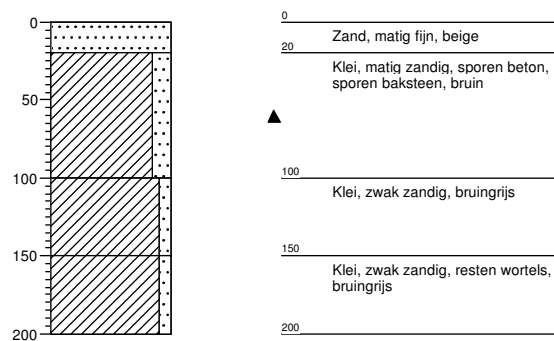 0
50
100
150
200
0
Zand, matig fijn, beige
20
Klei, matig zandig, sporen beton,
sporen baksteen, bruin
100
Klei, zwak zandig, bruingrijs
150
Klei, zwak zandig, resten wortels,
bruingrijs
200